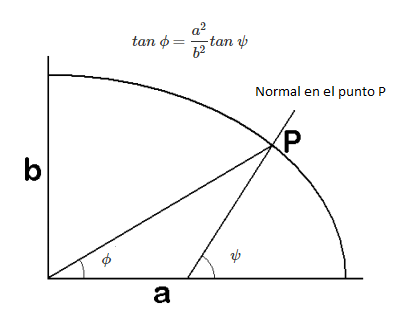 tan ϕ = a²/b² tan ψ
Normal en el punto P
P
b
ϕ
ψ
a